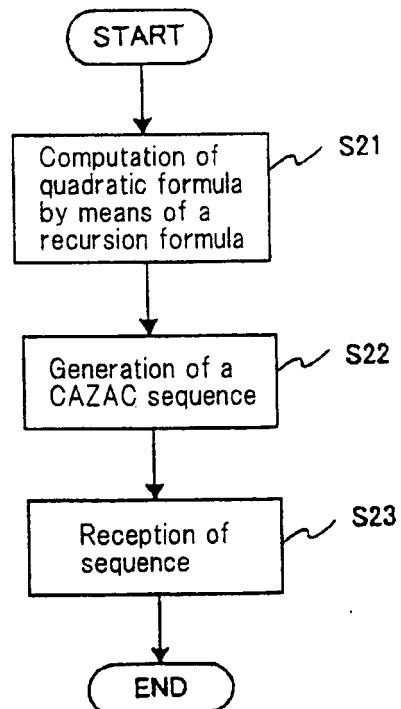 START
Computation of
quadratic formula
by means of a
recursion formula
S21
Generation of a
CAZAC sequence
S22
Reception of
sequence
S23
END